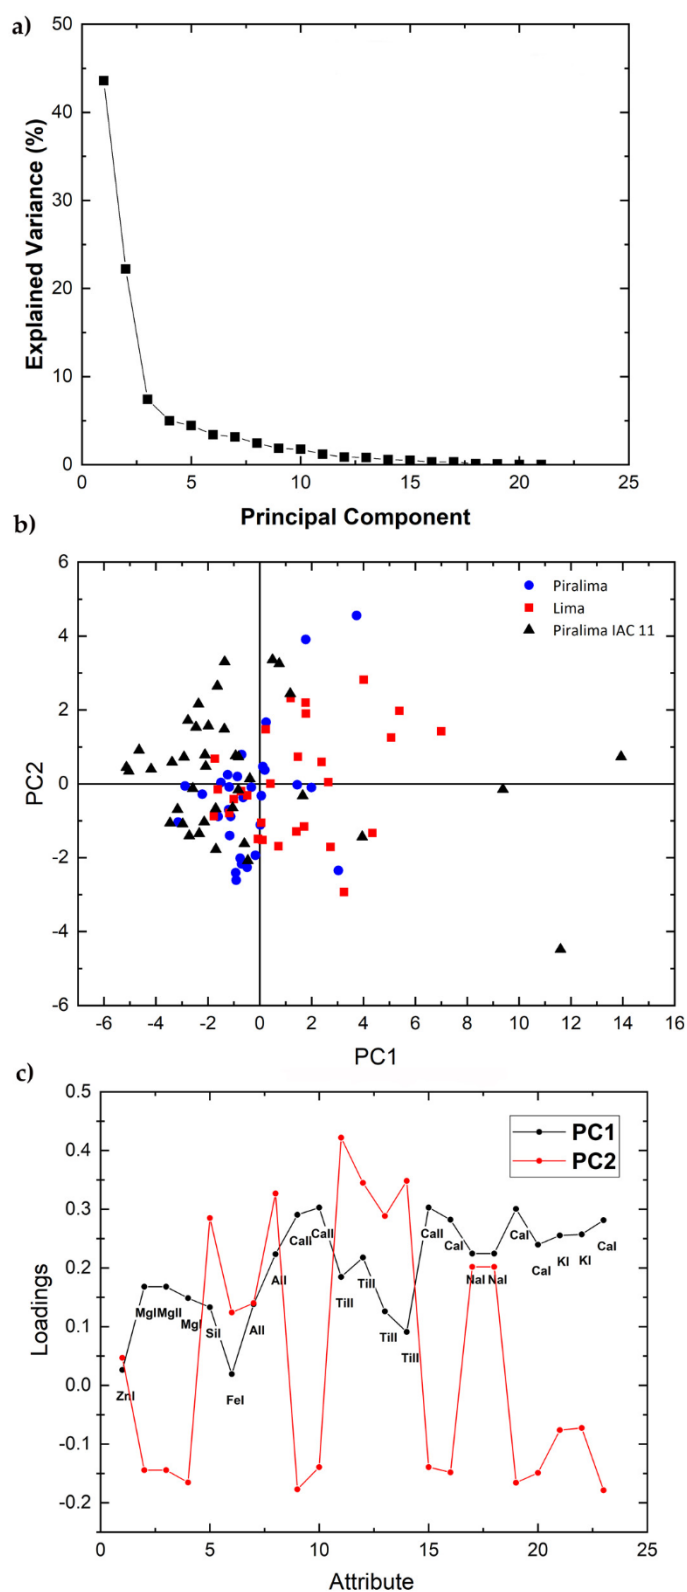 a)
50
40
30
20
10
0
Explained Variance (%)
0 5 10 15 20 25
Principal Component
b)
6
4
2
0
-2
-4
-6
PC2
Piralima
Lima
Piralima IAC 11
-6 -4 -2 0 2 4 6 8 10 12 14 16
PC1
c)
0.5
0.4
0.3
0.2
0.1
0.0
-0.1
-0.2
Loadings
PC1
PC2
ZnI
MgII
MgII
MgI
SiI
FeI
AlI
AlI
CaII
CaII
TiII
TiII
TiII
TiII
CaII
CaI
NaI
NaI
CaI
CaI
KI
KI
CaI
0 5 10 15 20 25
Attribute